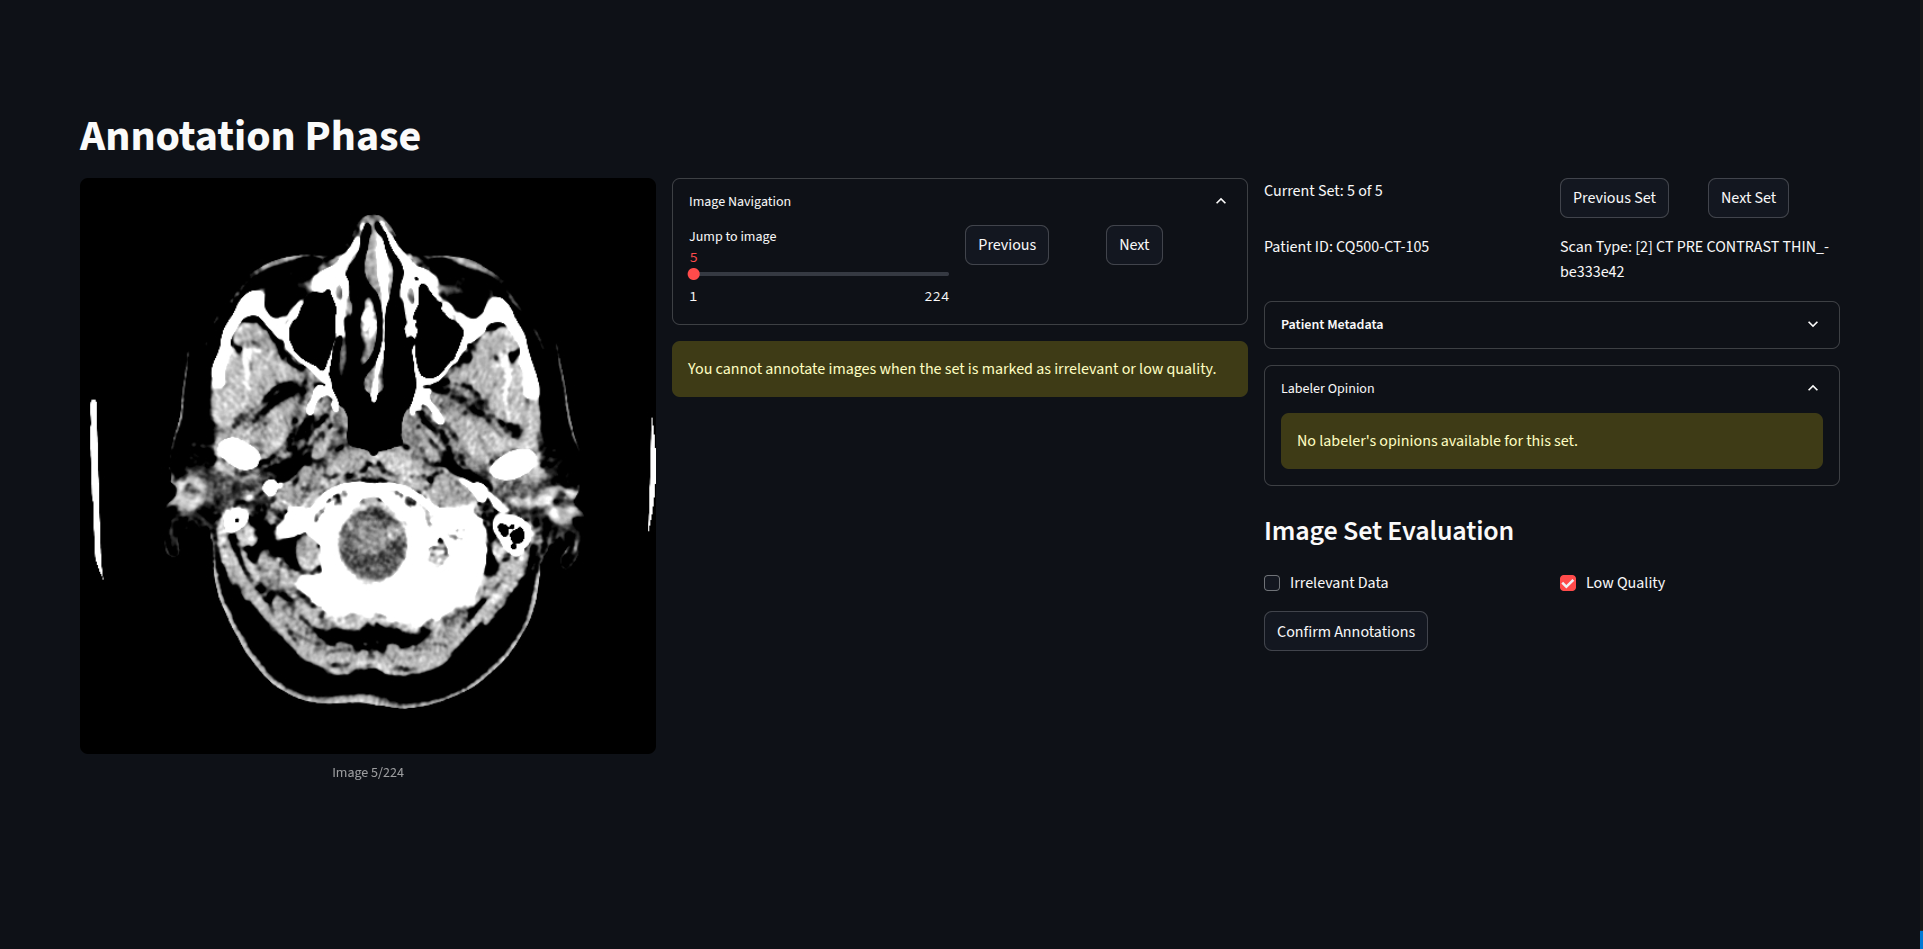 Annotation Phase
Image 5/224
Image Navigation
Jump to image
5
1
224
Previous
Next
You cannot annotate images when the set is marked as irrelevant or low quality.
Current Set: 5 of 5
Previous Set
Next Set
Patient ID: CQ500-CT-105
Scan Type: [2] CT PRE CONTRAST THIN_-
be333e42
Patient Metadata
Labeler Opinion
No labeler's opinions available for this set.
Image Set Evaluation
Irrelevant Data
Low Quality
Confirm Annotations